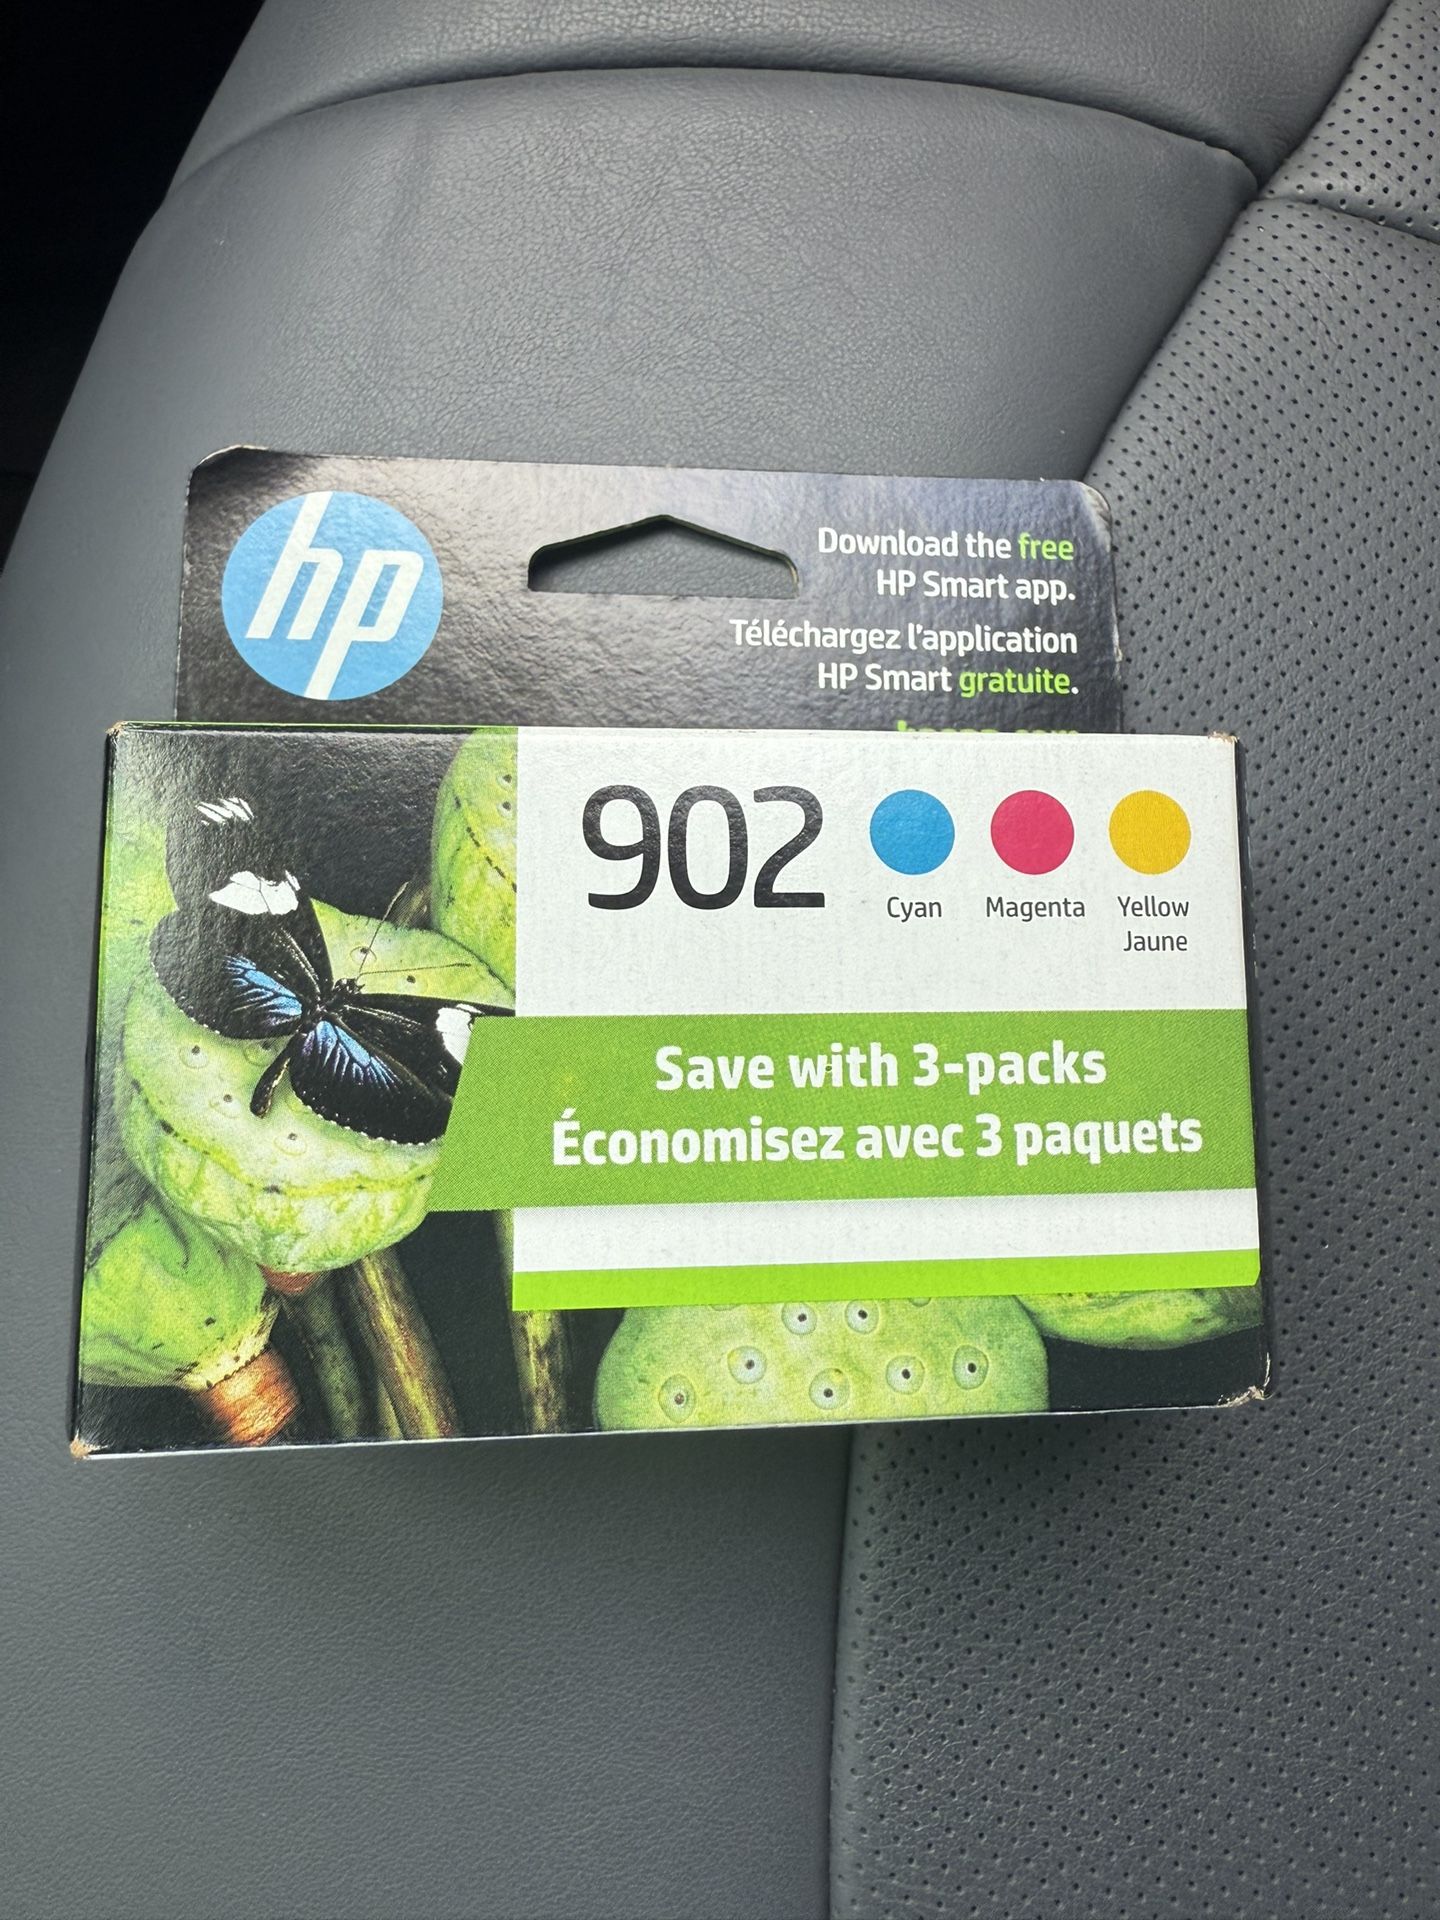 hp
Download the free
HP Smart app.
Téléchargez l'application
HP Smart gratuite.
902
Cyan
Magenta
Yellow
Jaune
Save with 3-packs
Économisez avec 3 paquets